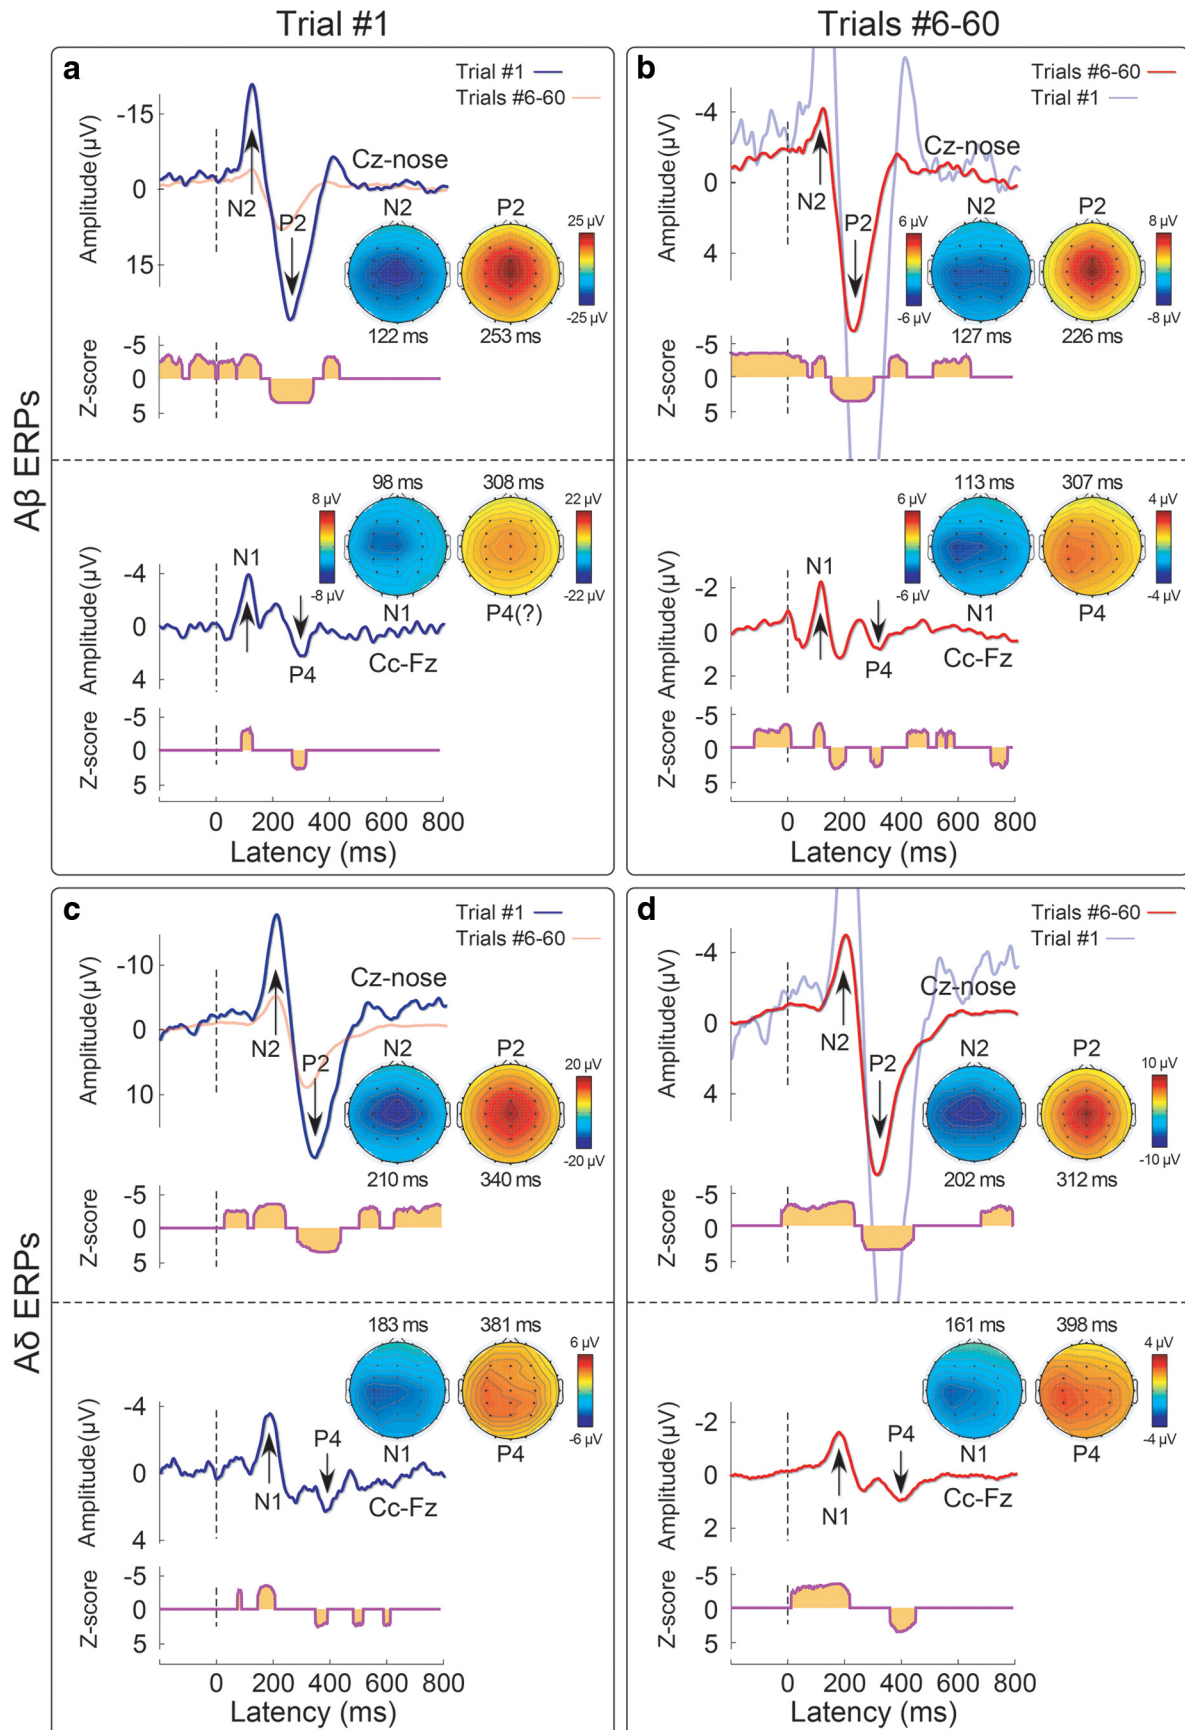 Trial #1
Trials #6-60
Aβ ERPs
a
Trial #1
Trials #6-60
Amplitude(µV)
-15
0
15
Cz-nose
N2
P2
N2
P2
25 µV
-25 µV
122 ms
253 ms
Z-score
-5
0
5
98 ms
308 ms
8 µV
-8 µV
22 µV
-22 µV
N1
P4(?)
Amplitude(µV)
-4
0
4
N1
P4
Cc-Fz
Z-score
-5
0
5
0 200 400 600 800
Latency (ms)
b
Trials #6-60
Trial #1
Amplitude(µV)
-4
0
4
Cz-nose
N2
P2
N2
P2
6 µV
-6 µV
8 µV
-8 µV
127 ms
226 ms
Z-score
-5
0
5
113 ms
307 ms
6 µV
-6 µV
4 µV
-4 µV
N1
P4
Amplitude(µV)
-2
0
2
N1
P4
Cc-Fz
Z-score
-5
0
5
0 200 400 600 800
Latency (ms)
Aδ ERPs
c
Trial #1
Trials #6-60
Amplitude(µV)
-10
0
10
Cz-nose
N2
P2
N2
P2
20 µV
-20 µV
210 ms
340 ms
Z-score
-5
0
5
183 ms
381 ms
6 µV
-6 µV
N1
P4
Amplitude(µV)
-4
0
4
N1
P4
Cc-Fz
Z-score
-5
0
5
0 200 400 600 800
Latency (ms)
d
Trials #6-60
Trial #1
Amplitude(µV)
-4
0
4
Cz-nose
N2
P2
N2
P2
10 µV
-10 µV
202 ms
312 ms
Z-score
-5
0
5
161 ms
398 ms
4 µV
-4 µV
N1
P4
Amplitude(µV)
-2
0
2
N1
P4
Cc-Fz
Z-score
-5
0
5
0 200 400 600 800
Latency (ms)